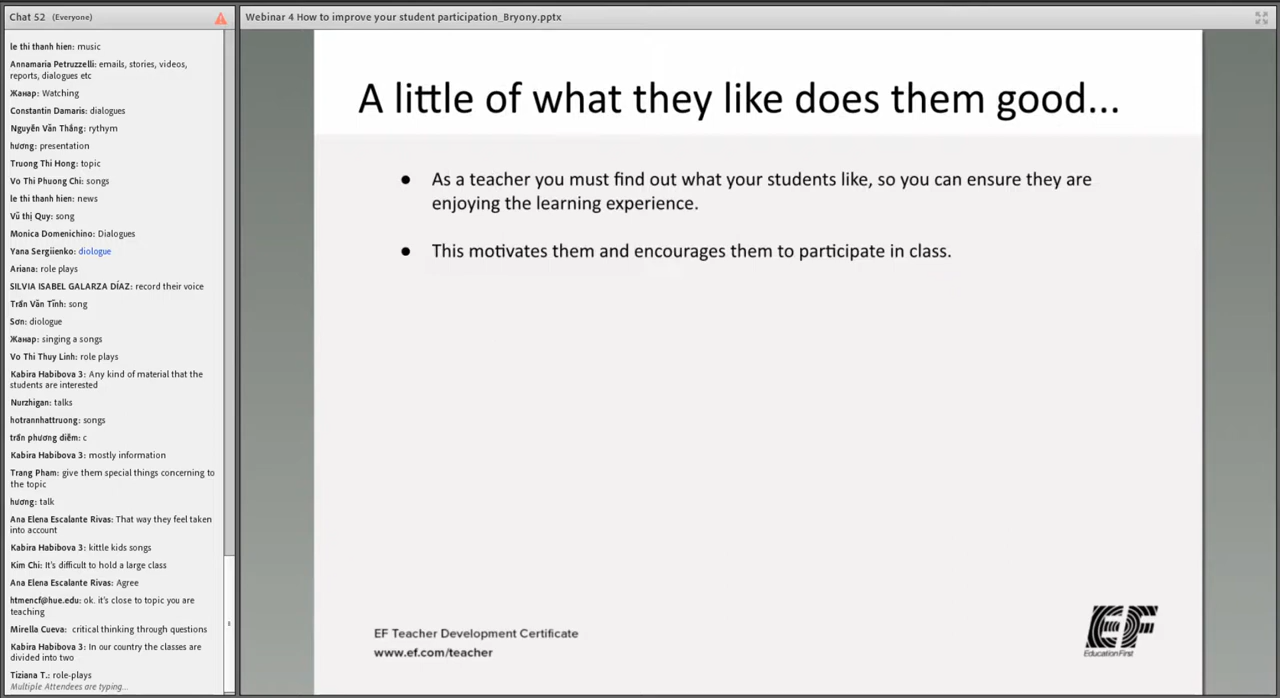 Chat 52 (Everyone)
le thi thanh hien: music
Annamaria Petruzzelli: emails, stories, videos,
reports, dialogues etc
Жанар: Watching
Constantin Damaris: dialogues
Nguyễn Văn Thắng: rythym
hương: presentation
Truong Thi Hong: topic
Vo Thi Phuong Chi: songs
le thi thanh hien: news
Vũ thị Quy: song
Monica Domenichino: Dialogues
Yana Sergiienko: diologue
Ariana: role plays
SILVIA ISABEL GALARZA DÍAZ: record their voice
Trần Văn Tĩnh: song
Sơn: diologue
Жанар: singing a songs
Vo Thi Thuy Linh: role plays
Kabira Habibova 3: Any kind of material that the
students are interested
Nurzhigan: talks
hotrannhattruong: songs
trần phương diễm: c
Kabira Habibova 3: mostly information
Trang Pham: give them special things concerning to
the topic
hương: talk
Ana Elena Escalante Rivas: That way they feel taken
into account
Kabira Habibova 3: kittle kids songs
Kim Chi: It's difficult to hold a large class
Ana Elena Escalante Rivas: Agree
htmencf@hue.edu: ok. it's close to topic you are
teaching
Mirella Cueva: critical thinking through questions
Kabira Habibova 3: In our country the classes are
divided into two
Tiziana T.: role-plays
Multiple Attendees are typing...
Webinar 4 How to improve your student participation_Bryony.pptx
A little of what they like does them good...
● As a teacher you must find out what your students like, so you can ensure they are
enjoying the learning experience.
● This motivates them and encourages them to participate in class.
EF Teacher Development Certificate
www.ef.com/teacher
EF
Education First